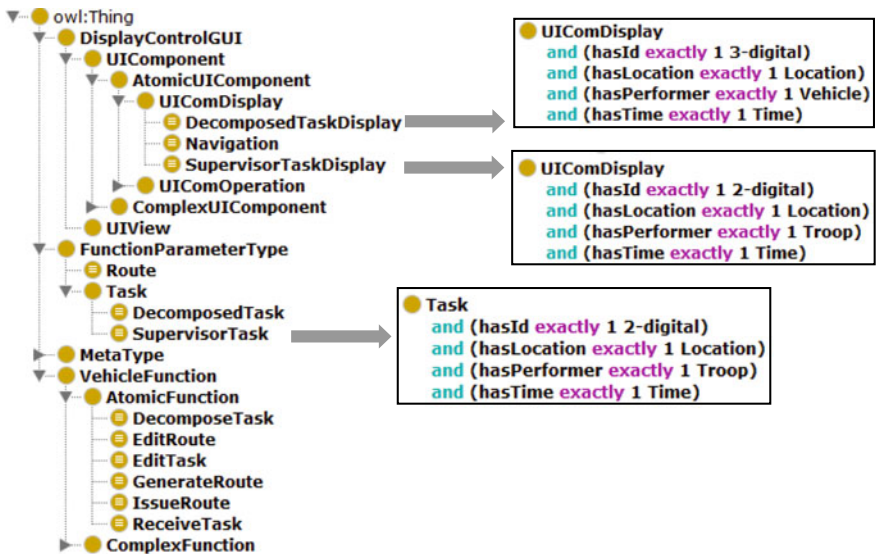 owl:Thing
DisplayControlGUI
UIComponent
AtomicUIComponent
UIComDisplay
DecomposedTaskDisplay
Navigation
SupervisorTaskDisplay
UIComOperation
ComplexUIComponent
UIView
FunctionParameterType
Route
Task
DecomposedTask
SupervisorTask
MetaType
VehicleFunction
AtomicFunction
DecomposeTask
EditRoute
EditTask
GenerateRoute
IssueRoute
ReceiveTask
ComplexFunction
UIComDisplay
and (hasId exactly 1 3-digital)
and (hasLocation exactly 1 Location)
and (hasPerformer exactly 1 Vehicle)
and (hasTime exactly 1 Time)
UIComDisplay
and (hasId exactly 1 2-digital)
and (hasLocation exactly 1 Location)
and (hasPerformer exactly 1 Troop)
and (hasTime exactly 1 Time)
Task
and (hasId exactly 1 2-digital)
and (hasLocation exactly 1 Location)
and (hasPerformer exactly 1 Troop)
and (hasTime exactly 1 Time)